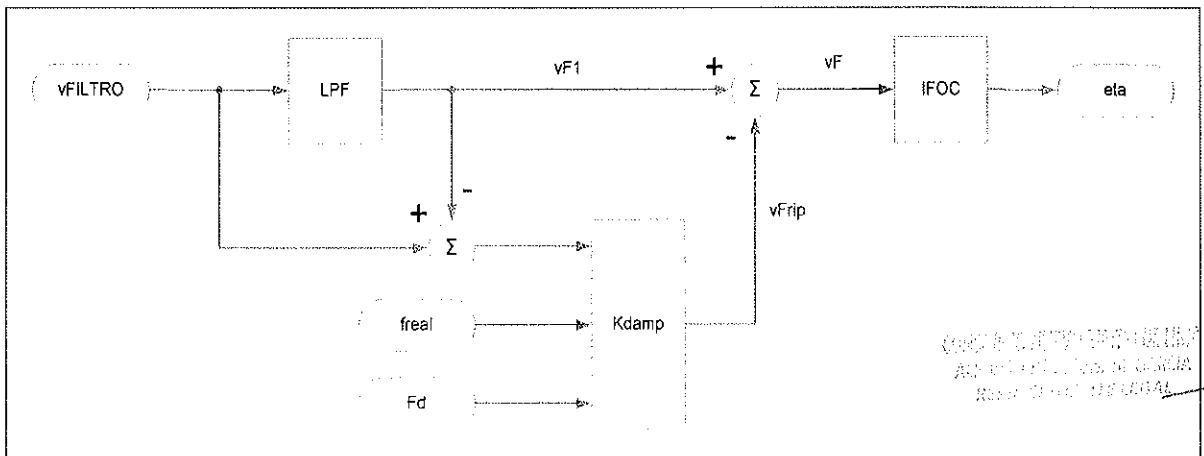 vFILTRO
LPF
vF1
+
Σ
-
vF
IFOC
eta
-
+
Σ
vFrip
freal
Kdamp
Fd